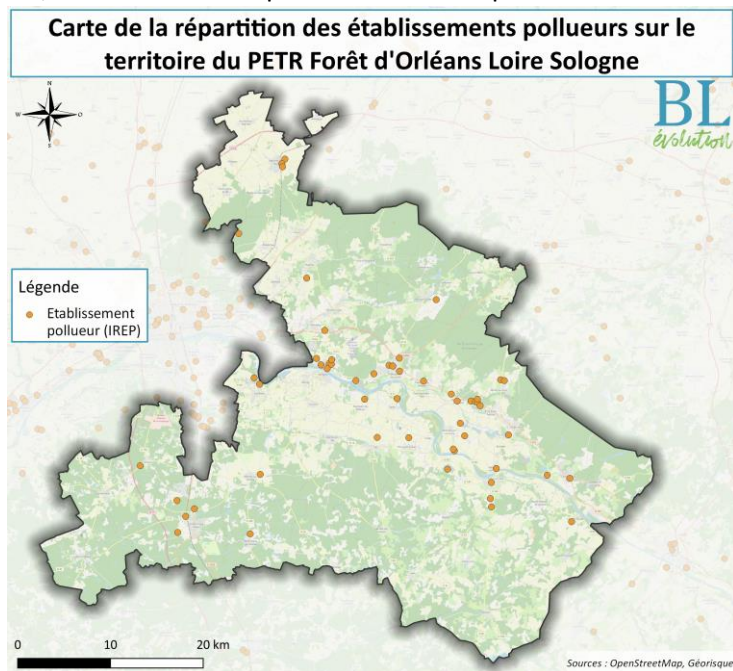 Carte de la répartition des établissements pollueurs sur le
territoire du PETR Forêt d'Orléans Loire Sologne
N
W
O
S
BL
évolution
Légende
Etablissement
pollueur (IREP)
0 10 20 km
Sources : OpenStreetMap, Géorisque